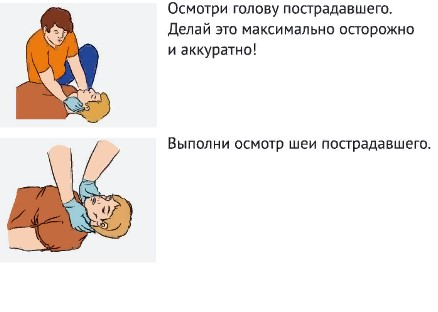 Осмотри голову пострадавшего.
Делай это максимально осторожно
и аккуратно!
Выполни осмотр шеи пострадавшего.